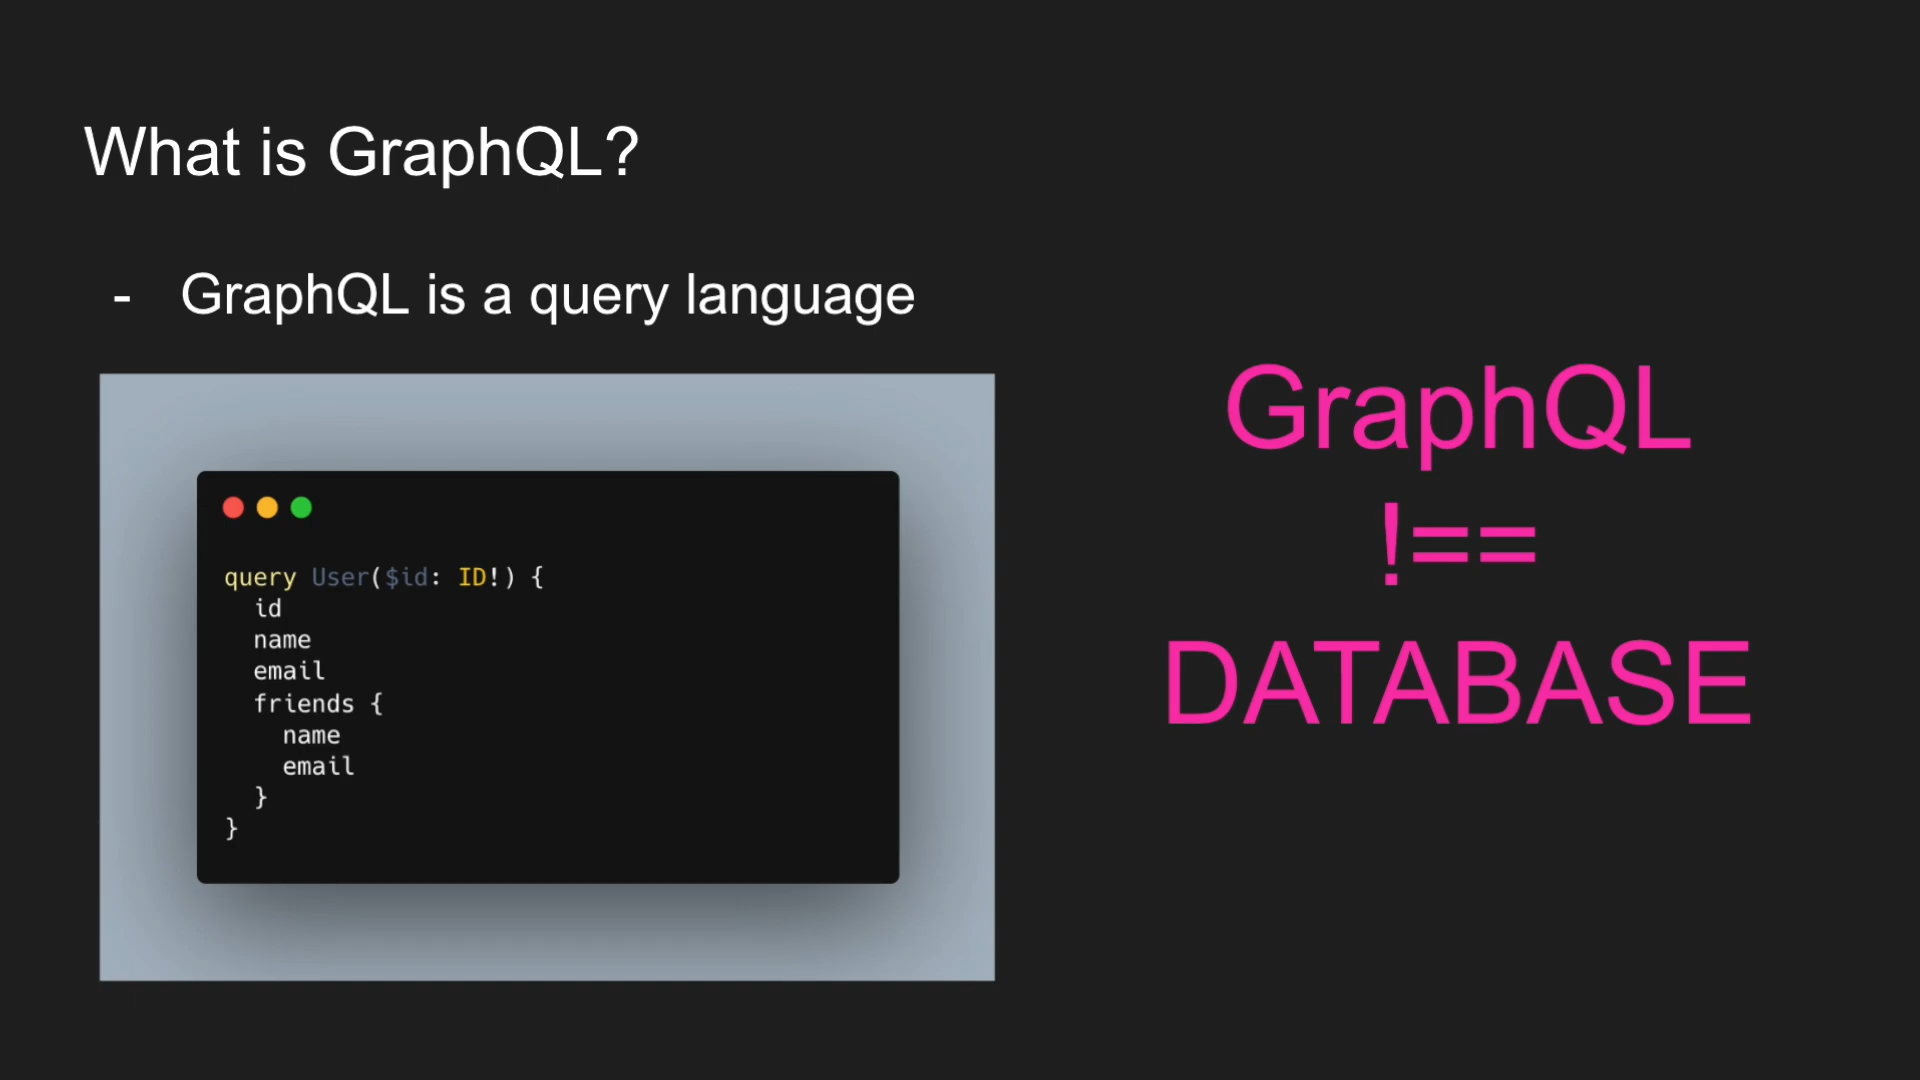 What is GraphQL?
- GraphQL is a query language
query User($id: ID!) {
  id
  name
  email
  friends {
    name
    email
  }
}
GraphQL
!==
DATABASE